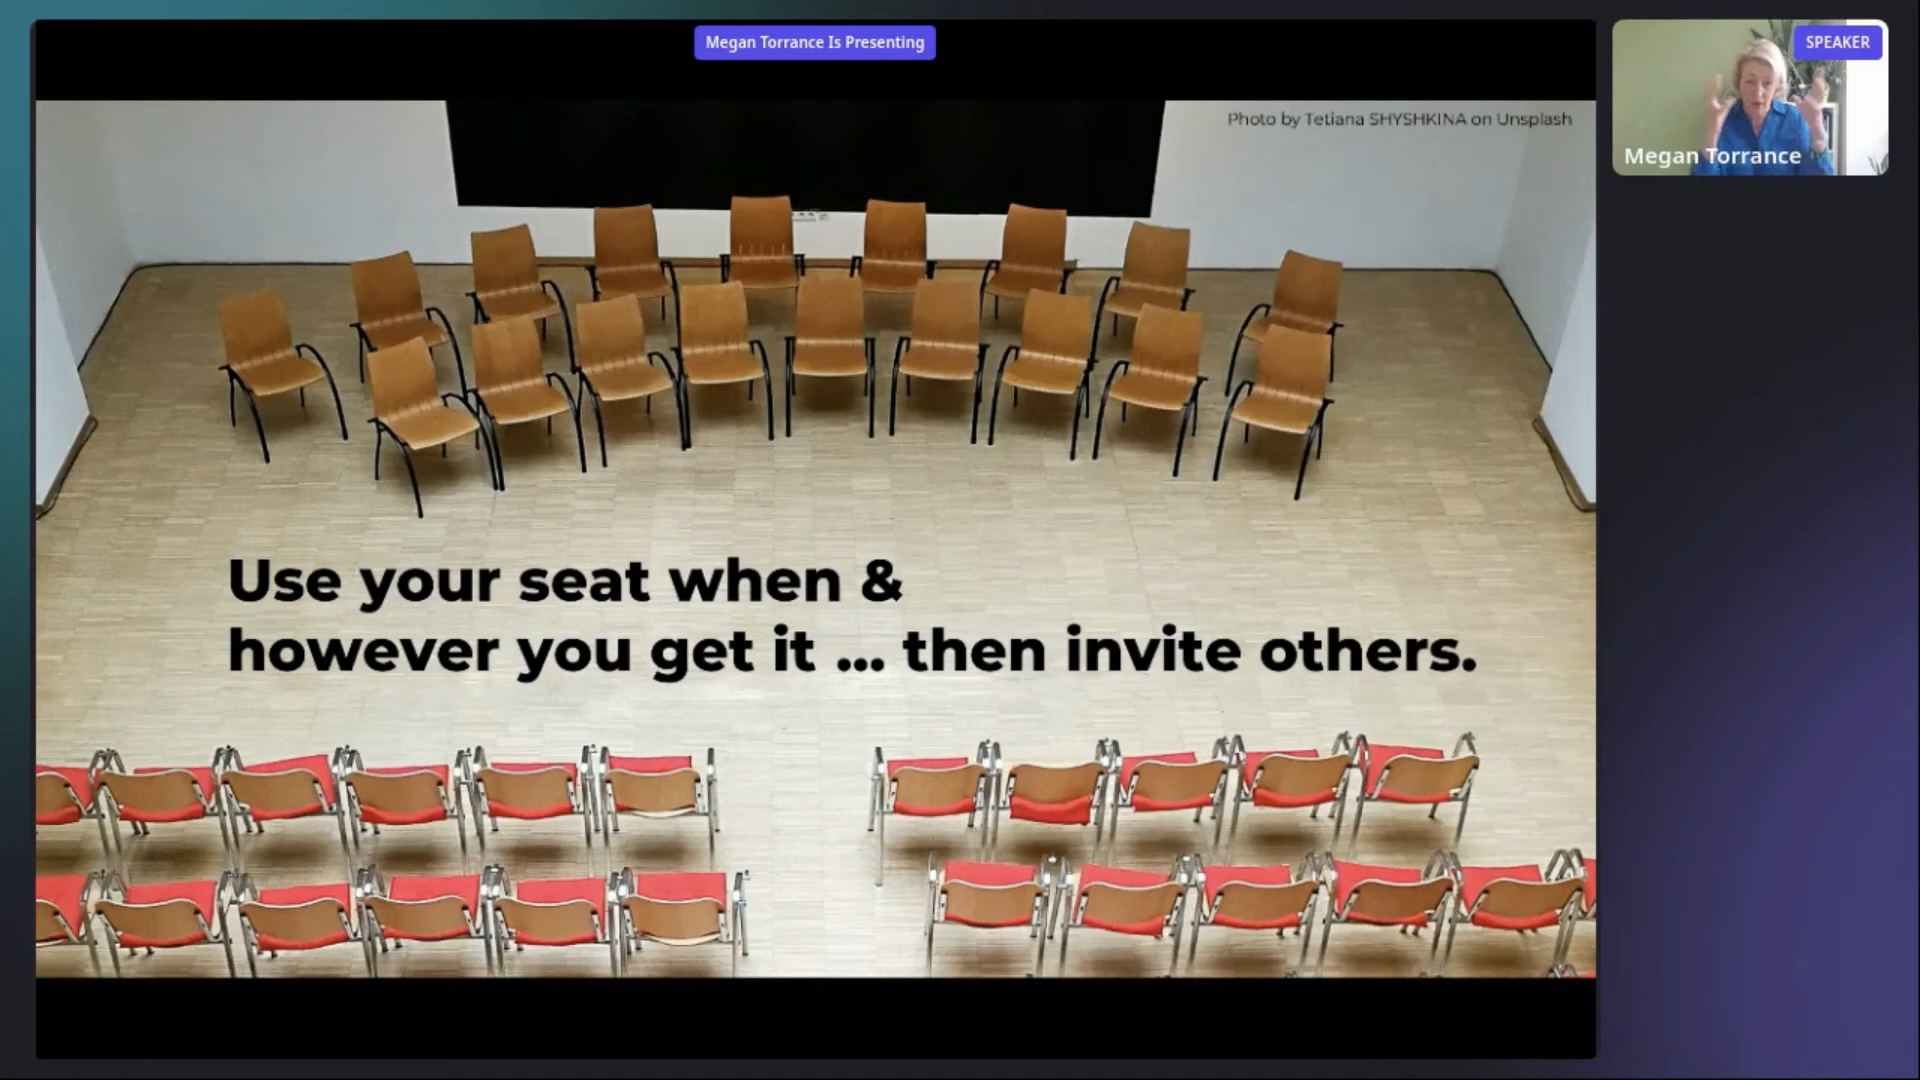 Megan Torrance Is Presenting
SPEAKER
Megan Torrance
Photo by Tetiana SHYSHKINA on Unsplash
Use your seat when &
however you get it ... then invite others.